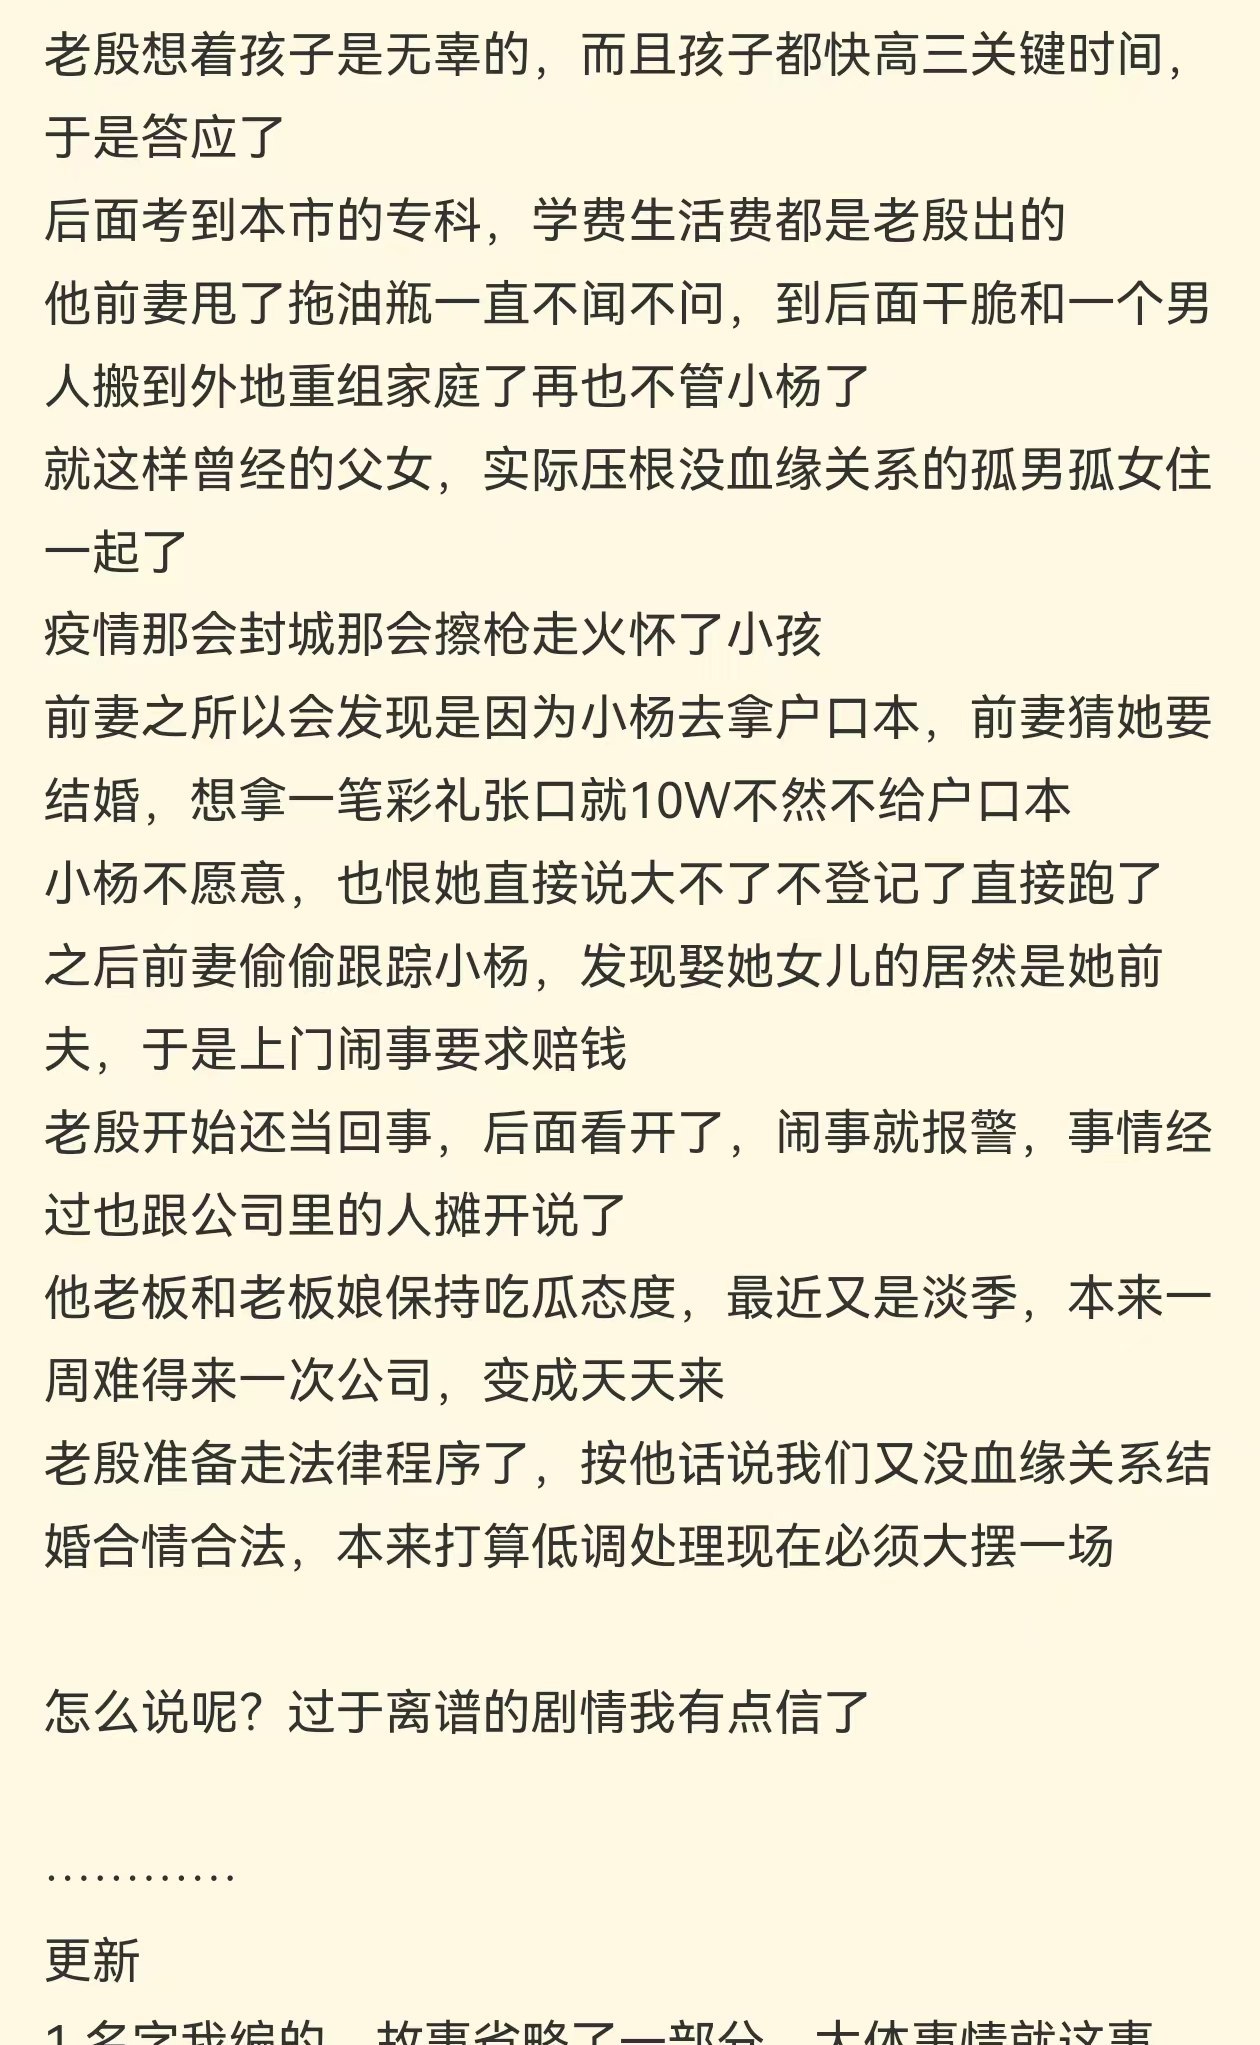 老殷想着孩子是无辜的，而且孩子都快高三关键时间，
于是答应了
后面考到本市的专科，学费生活费都是老殷出的
他前妻甩了拖油瓶一直不闻不问，到后面干脆和一个男
人搬到外地重组家庭了再也不管小杨了
就这样曾经的父女，实际压根没血缘关系的孤男孤女住
一起了
疫情那会封城那会擦枪走火怀了小孩
前妻之所以会发现是因为小杨去拿户口本，前妻猜她要
结婚，想拿一笔彩礼张口就10W不然不给户口本
小杨不愿意，也恨她直接说大不了不登记了直接跑了
之后前妻偷偷跟踪小杨，发现娶她女儿的居然是她前
夫，于是上门闹事要求赔钱
老殷开始还当回事，后面看开了，闹事就报警，事情经
过也跟公司里的人摊开说了
他老板和老板娘保持吃瓜态度，最近又是淡季，本来一
周难得来一次公司，变成天天来
老殷准备走法律程序了，按他话说我们又没血缘关系结
婚合情合法，本来打算低调处理现在必须大摆一场
怎么说呢？过于离谱的剧情我有点信了
…………
更新
1.名字我编的，故事省略了一部分，大体事情就这事